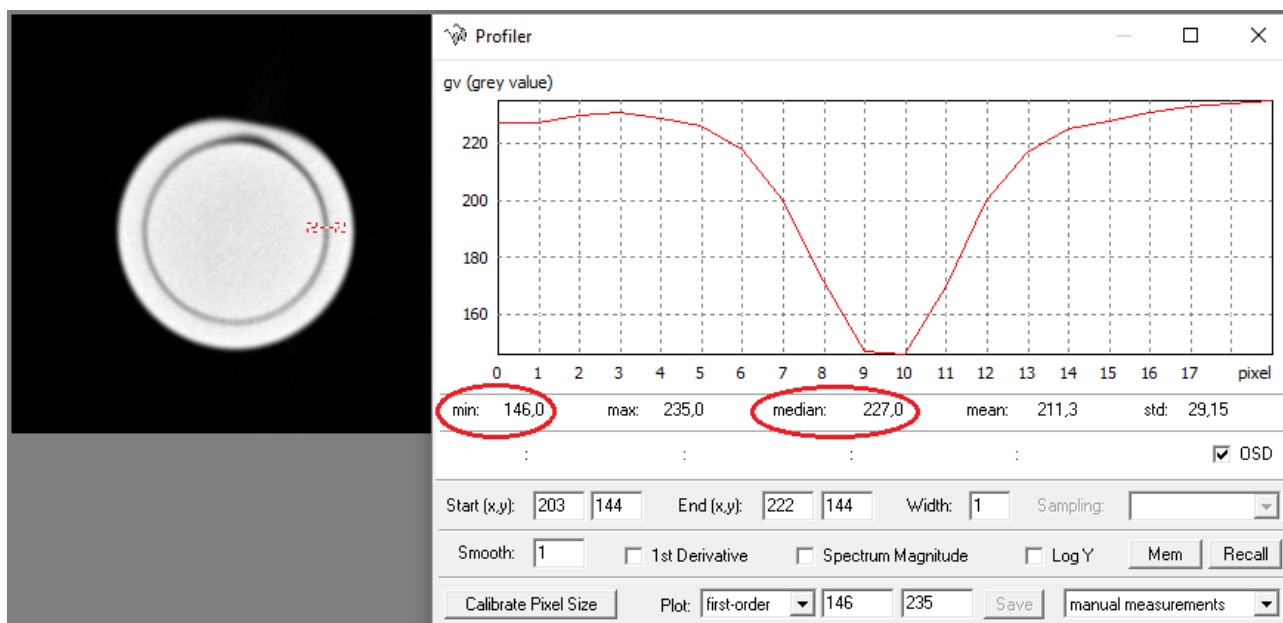 Profiler
gv (grey value)
220
200
180
160
0 1 2 3 4 5 6 7 8 9 10 11 12 13 14 15 16 17 pixel
min: 146,0 max: 235,0 median: 227,0 mean: 211,3 std: 29,15
: : : : OSD
Start (x,y): 203 144 End (x,y): 222 144 Width: 1 Sampling:
Smooth: 1 1st Derivative Spectrum Magnitude Log Y Mem Recall
Calibrate Pixel Size Plot: first-order 146 235 Save manual measurements